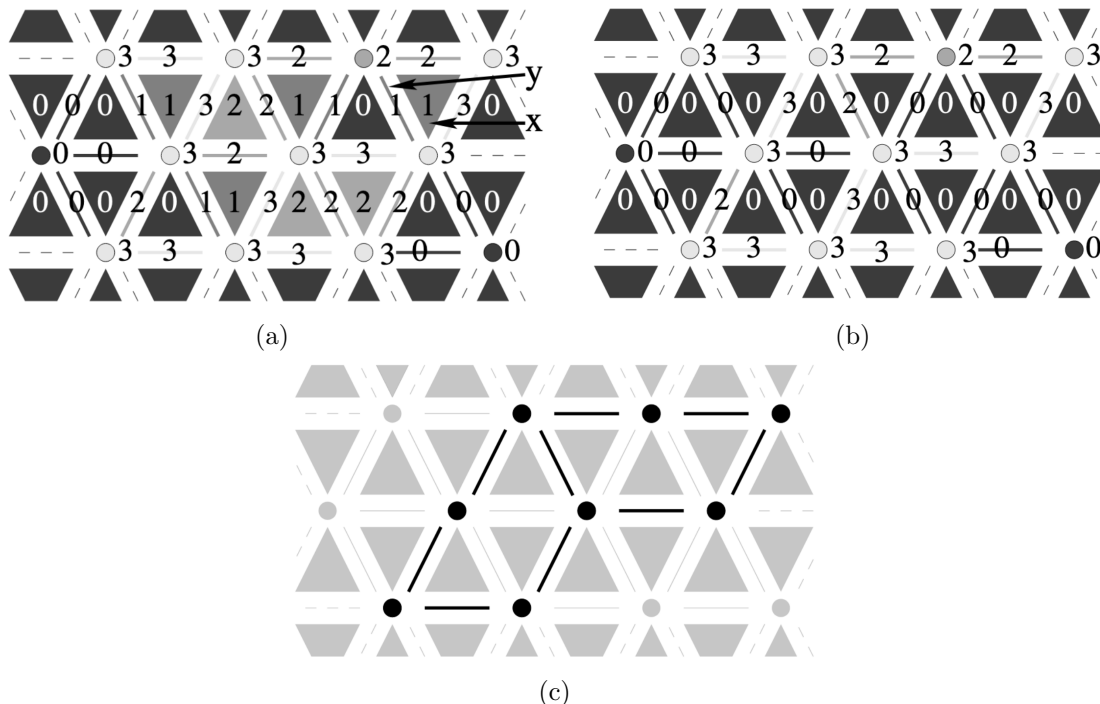 3 3 3 2 2 2 3
3 3 3 2 2 2 3
y
0 0 0 1 1 3 2 2 1 1 0 1 1 3 0
0 0 0 0 0 3 0 2 0 0 0 0 0 3 0
x
0 0 3 2 3 3 3
0 0 3 0 3 3 3
0 0 0 2 0 1 1 3 2 2 2 2 0 0 0
0 0 0 2 0 0 0 3 0 0 0 0 0 0 0
3 3 3 3 3 0 0
3 3 3 3 3 0 0
(a)
(b)
(c)